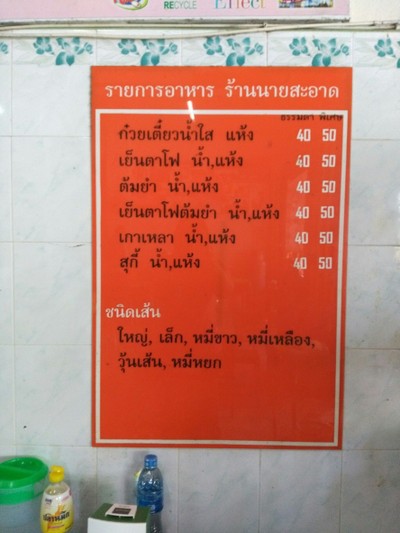 RECYCLE
Effect
รายการอาหาร ร้านนายสะอาด
ธรรมดา พิเศษ
ก๋วยเตี๋ยวน้ำใส แห้ง 40 50
เย็นตาโฟ น้ำ,แห้ง 40 50
ต้มยำ น้ำ,แห้ง 40 50
เย็นตาโฟต้มยำ น้ำ,แห้ง 40 50
เกาเหลา น้ำ,แห้ง 40 50
สุกี้ น้ำ,แห้ง 40 50
ชนิดเส้น
ใหญ่, เล็ก, หมี่ขาว, หมี่เหลือง,
วุ้นเส้น, หมี่หยก